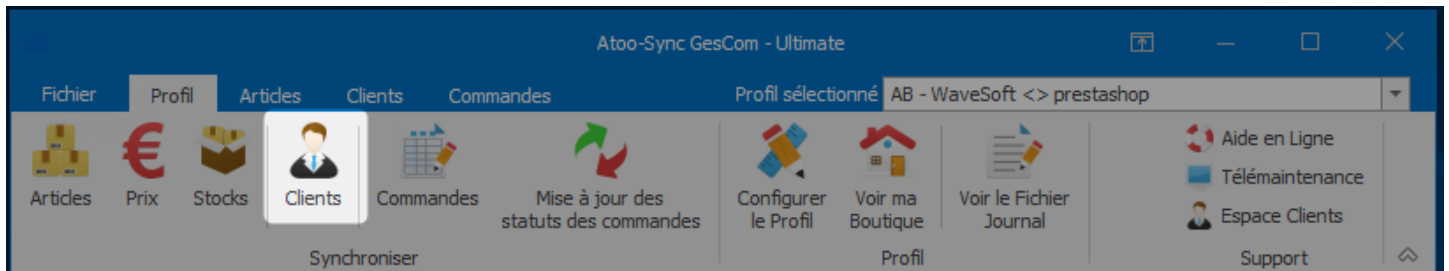 Atoo-Sync GesCom - Ultimate
Fichier Profil Articles Clients Commandes Profil sélectionné AB - WaveSoft <> prestashop
Articles Prix Stocks Clients Commandes Mise à jour des
statuts des commandes
Configurer
le Profil
Voir ma
Boutique
Voir le Fichier
Journal
Aide en Ligne
Télémaintenance
Espace Clients
Synchroniser Profil Support